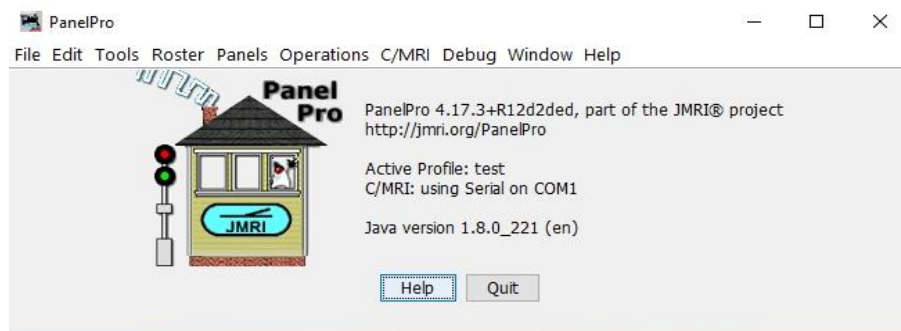 PanelPro
File Edit Tools Roster Panels Operations C/MRI Debug Window Help
Panel
Pro
JMRI
PanelPro 4.17.3+R12d2ded, part of the JMRI® project
http://jmri.org/PanelPro
Active Profile: test
C/MRI: using Serial on COM1
Java version 1.8.0_221 (en)
Help Quit